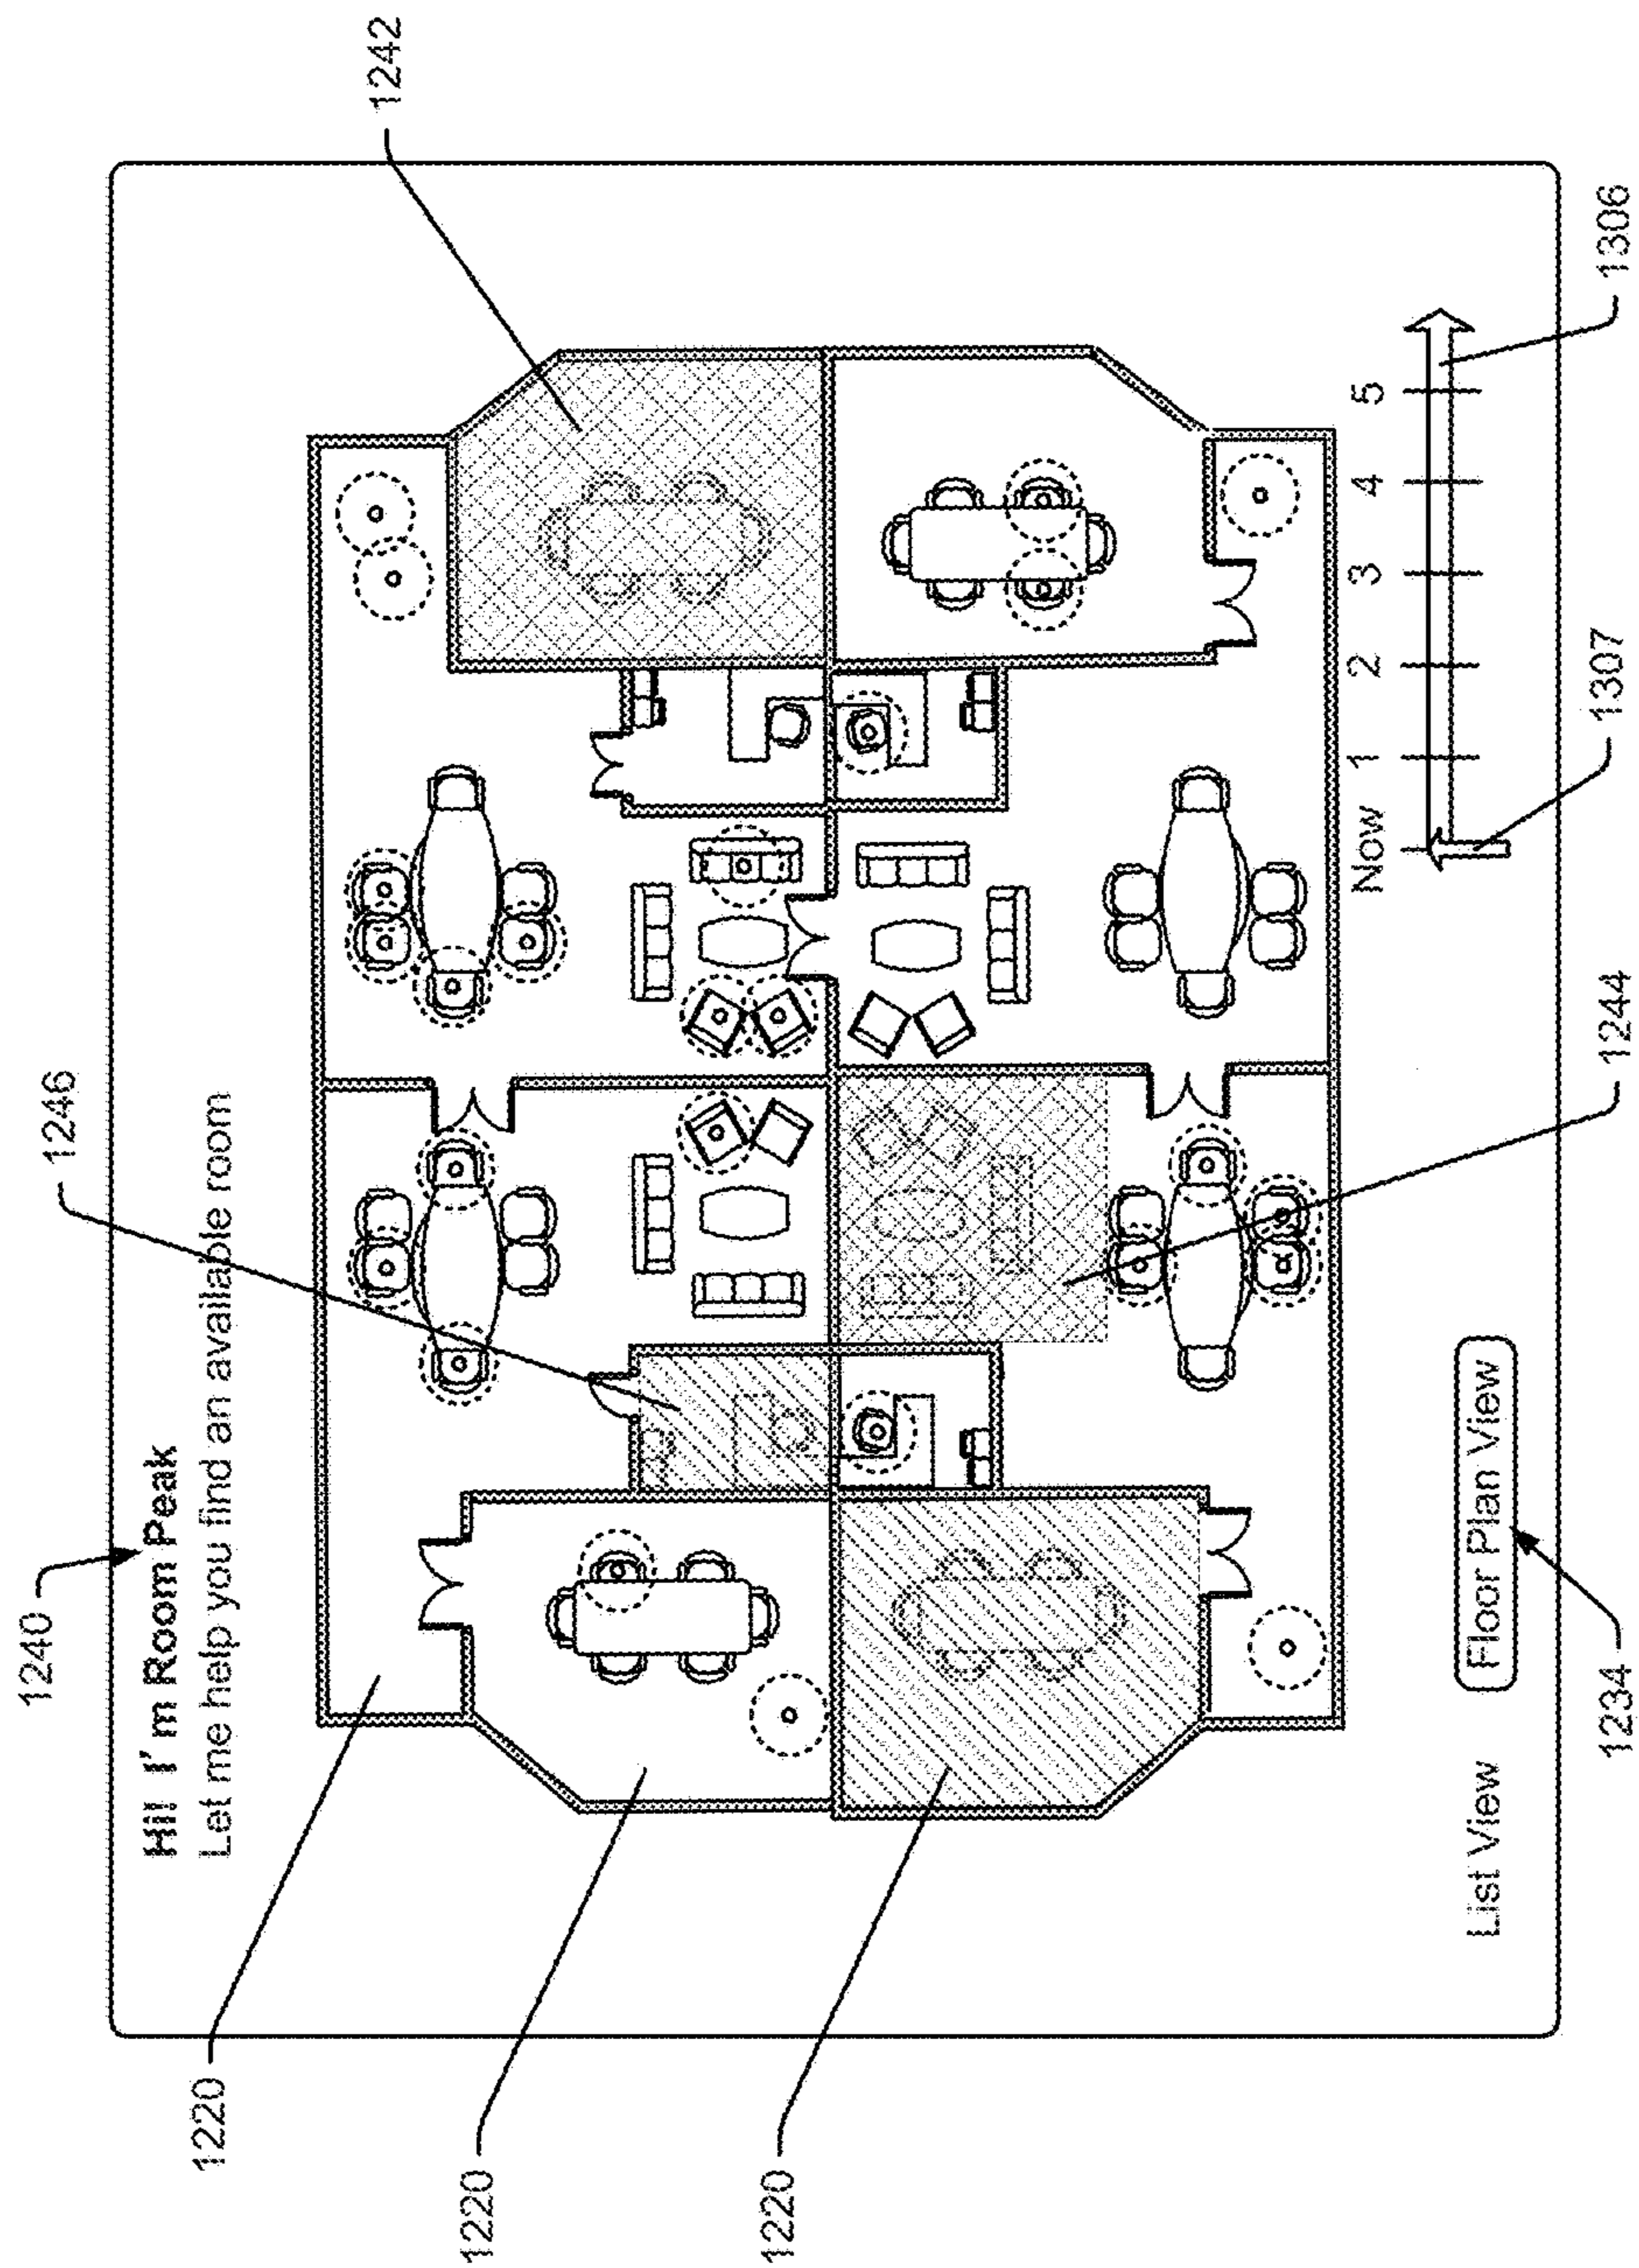 1240
1246
Hi! I'm Room Peak
Let me help you find an available room
1220
1242
1220
1220
Now 1 2 3 4 5
List View Floor Plan View
1234
1244
1307
1306